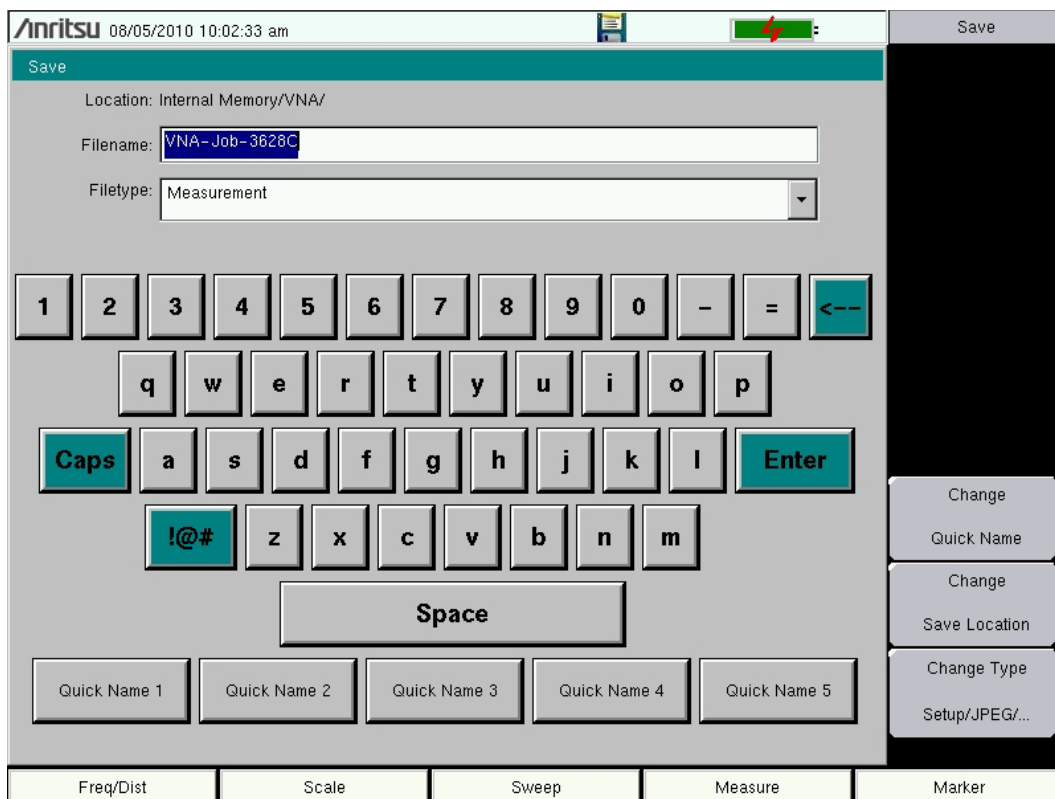 Anritsu 08/05/2010 10:02:33 am
Save
Save
Location: Internal Memory/VNA/
Filename: VNA-Job-3628C
Filetype: Measurement
1 2 3 4 5 6 7 8 9 0 - = <--
q w e r t y u i o p
Caps a s d f g h j k l Enter
!@# z x c v b n m
Space
Quick Name 1 Quick Name 2 Quick Name 3 Quick Name 4 Quick Name 5
Change
Quick Name
Change
Save Location
Change Type
Setup/JPEG/...
Freq/Dist Scale Sweep Measure Marker